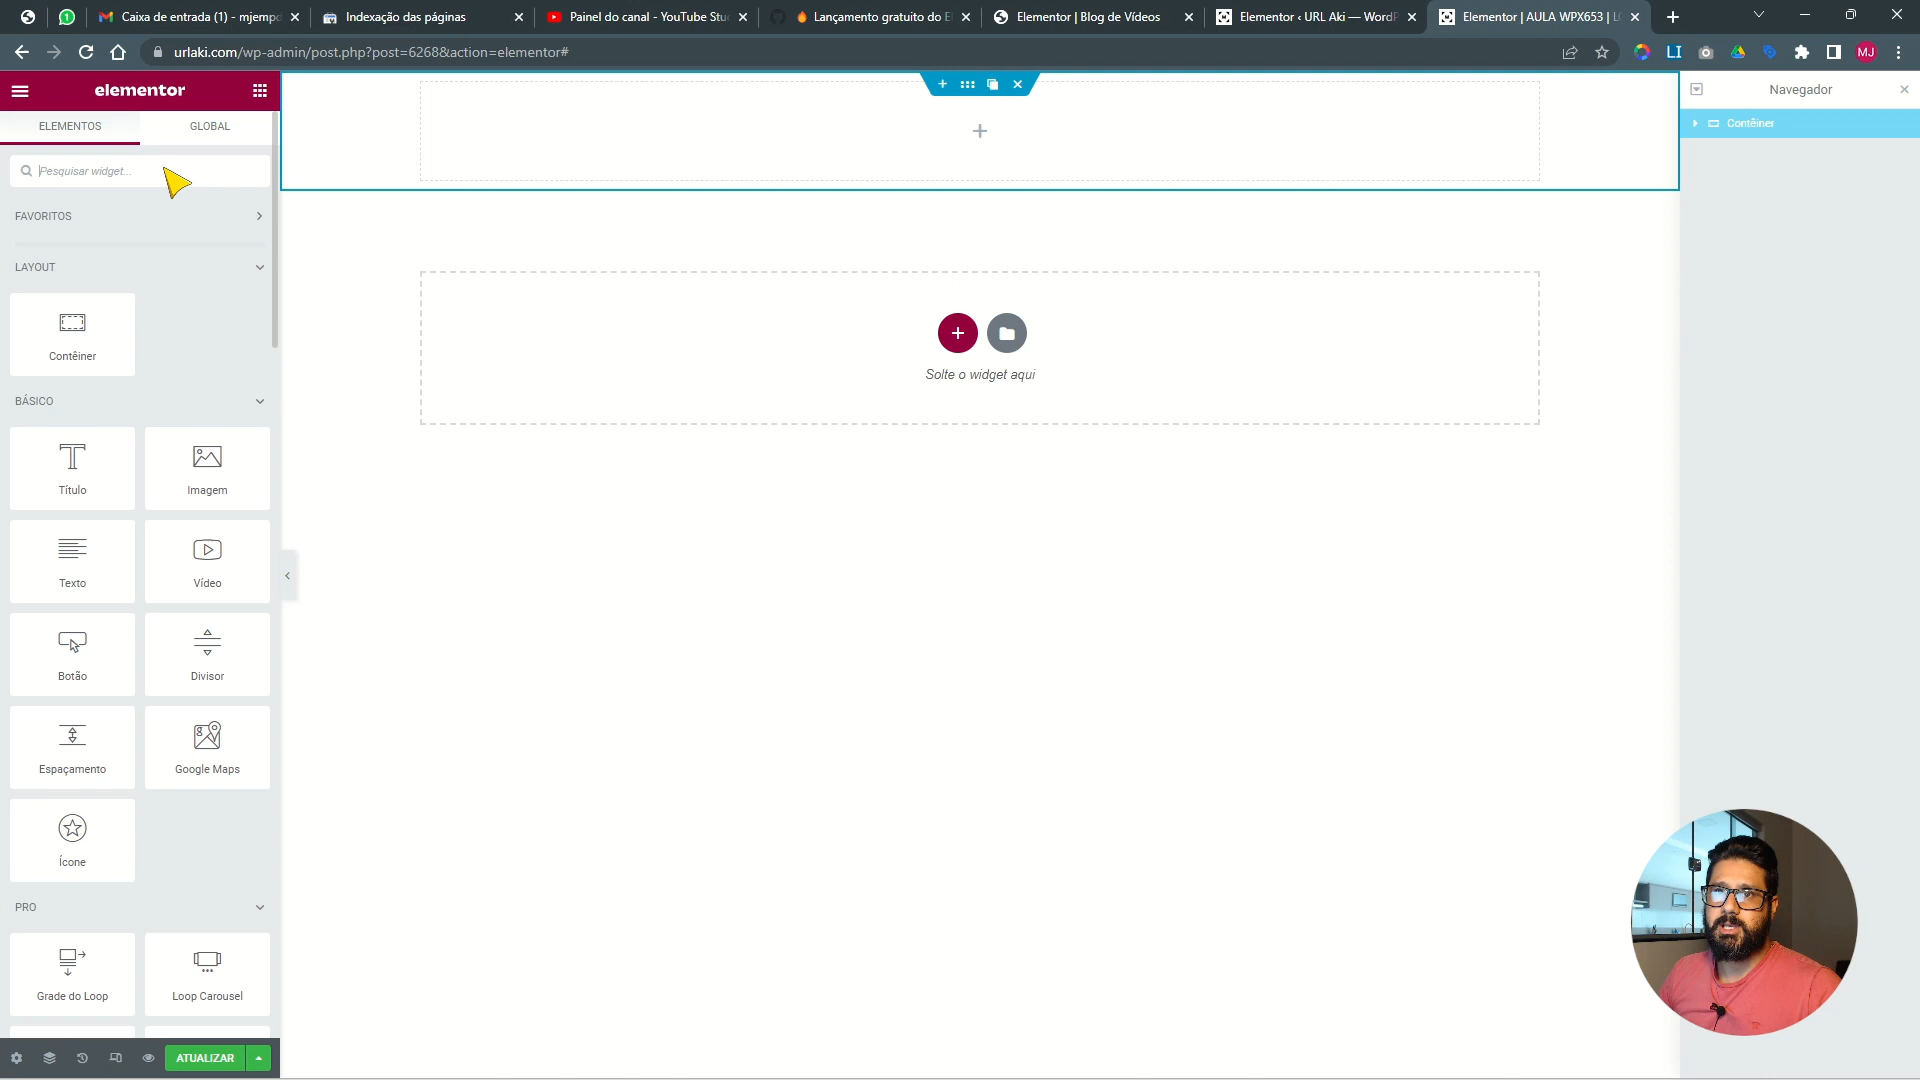 Caixa de entrada (1) - mjemp
Indexação das páginas
Painel do canal - YouTube Stu
Lançamento gratuito do E
Elementor | Blog de Vídeos
Elementor ‹ URL Aki — WordP
Elementor | AULA WPX653 | L
urlaki.com/wp-admin/post.php?post=6268&action=elementor#
LI
MJ
elementor
Navegador
ELEMENTOS
GLOBAL
Contêiner
Pesquisar widget...
FAVORITOS
LAYOUT
Contêiner
Solte o widget aqui
BÁSICO
Título
Imagem
Texto
Vídeo
Botão
Divisor
Espaçamento
Google Maps
Ícone
PRO
Grade do Loop
Loop Carousel
ATUALIZAR